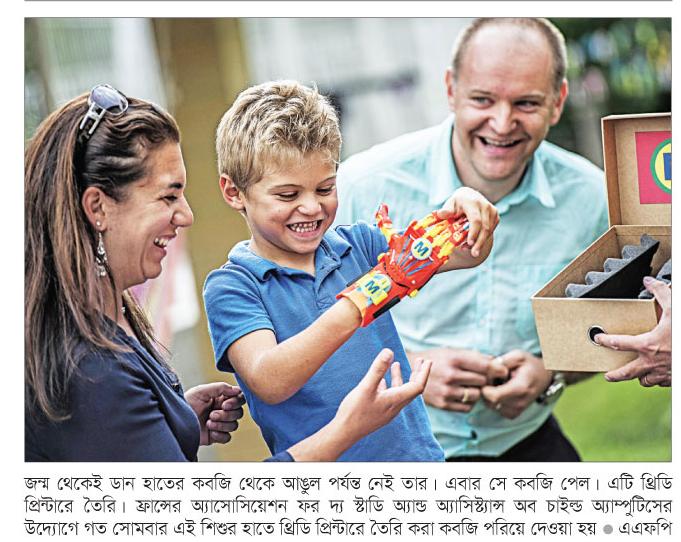 M
M
জন্ম থেকেই ডান হাতের কবজি থেকে আঙুল পর্যন্ত নেই তার। এবার সে কবজি পেল। এটি থ্রিডি
প্রিন্টারে তৈরি। ফ্রান্সের অ্যাসোসিয়েশন ফর দ্য স্টাডি অ্যান্ড অ্যাসিস্ট্যান্স অব চাইল্ড অ্যাম্পুটিসের
উদ্যোগে গত সোমবার এই শিশুর হাতে থ্রিডি প্রিন্টারে তৈরি করা কবজি পরিয়ে দেওয়া হয় ● এএফপি